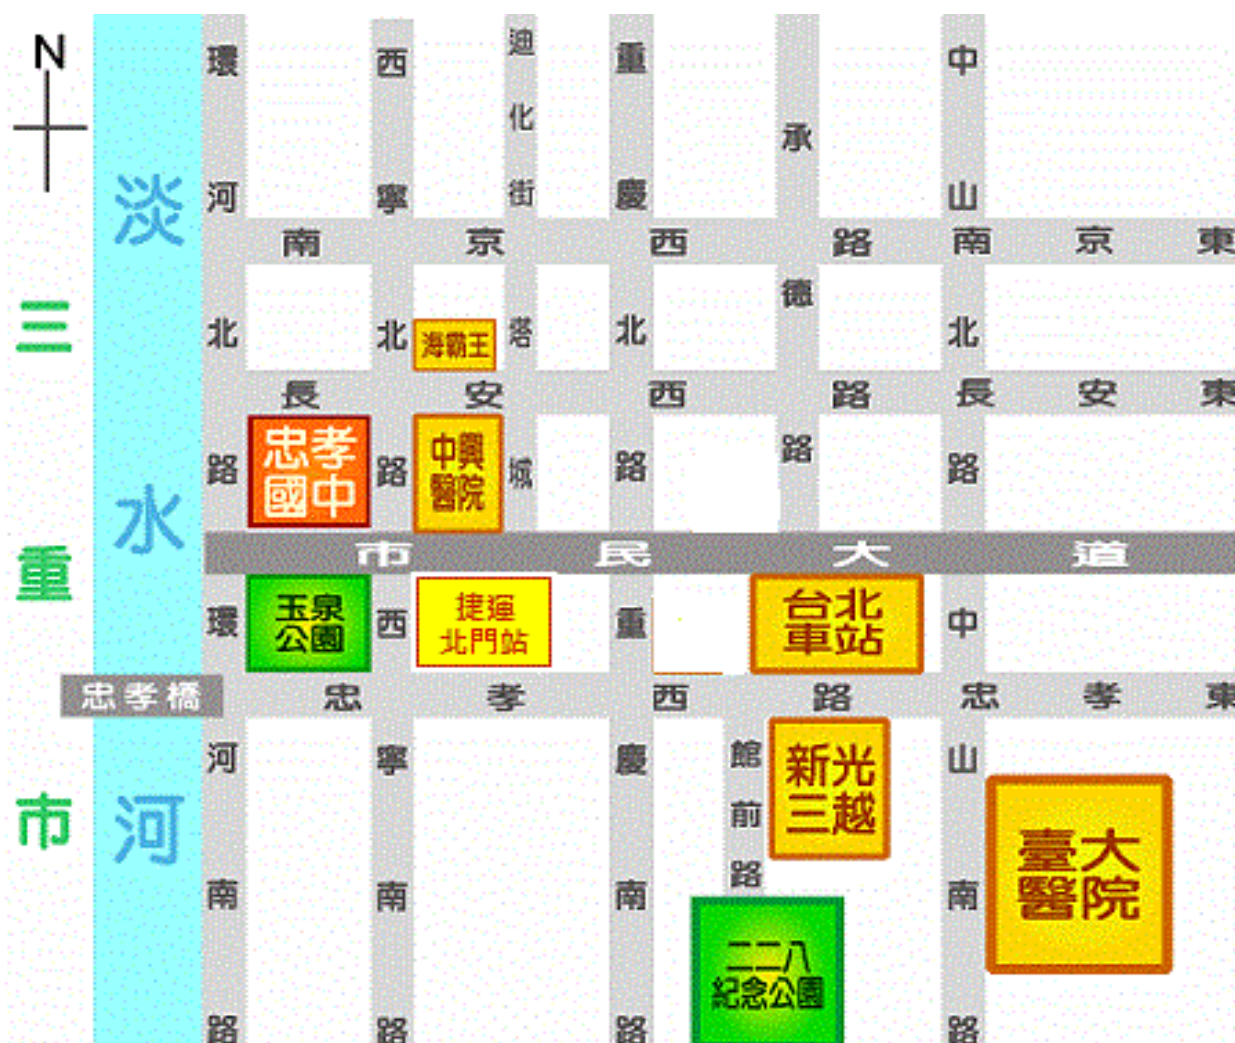 N
三重市
淡水河
環河北路
西寧北路
迪化街
塔城
重慶北路
承德路
中山北路
南京西路
南京東
海霸王
長安西路
長安東
忠孝
國中
中興
醫院
市民大道
玉泉
公園
捷運
北門站
台北
車站
忠孝橋
忠孝西路
忠孝東
環河南路
西寧南路
重慶南路
館前路
中山南路
新光
三越
臺大
醫院
二二八
紀念公園